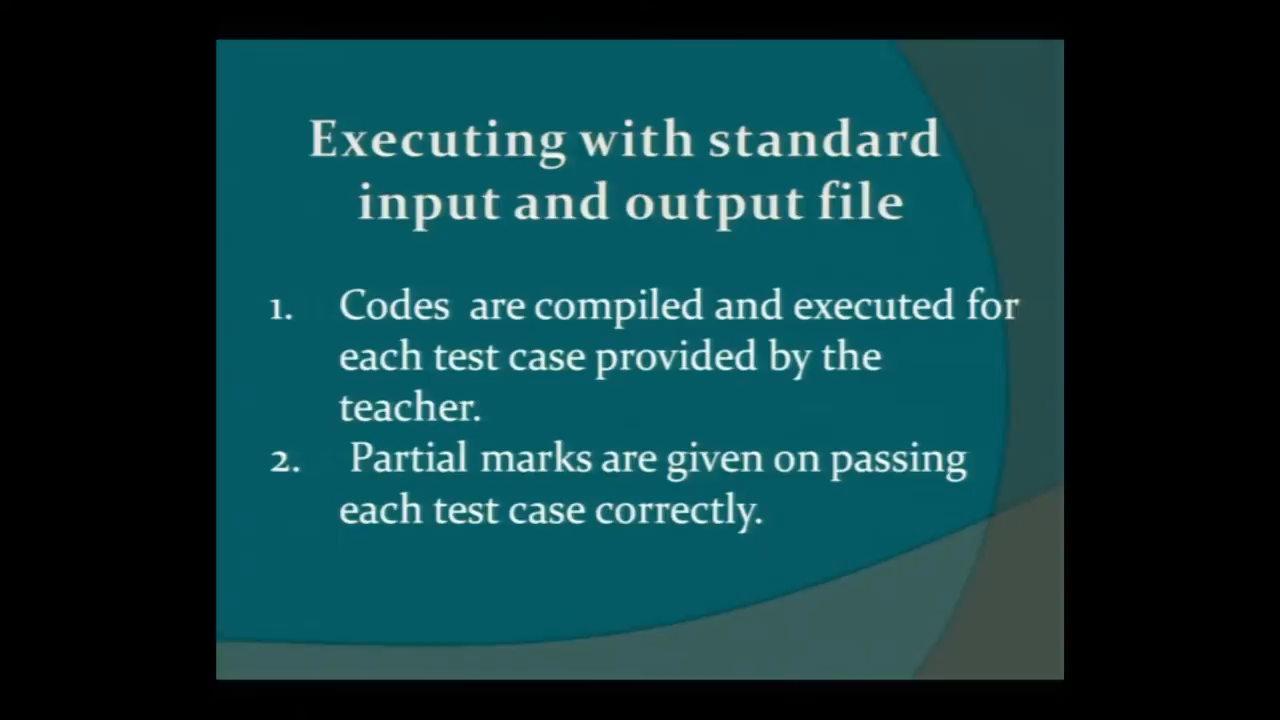 Executing with standard
input and output file
1. Codes are compiled and executed for
each test case provided by the
teacher.
2. Partial marks are given on passing
each test case correctly.